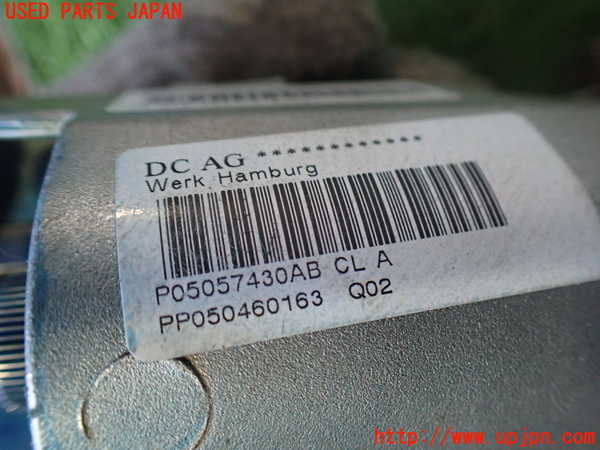 USED PARTS JAPAN
DC AG ************
Werk Hamburg
P05057430AB CL A
PP050460163 Q02
http://www.upjpn.com/